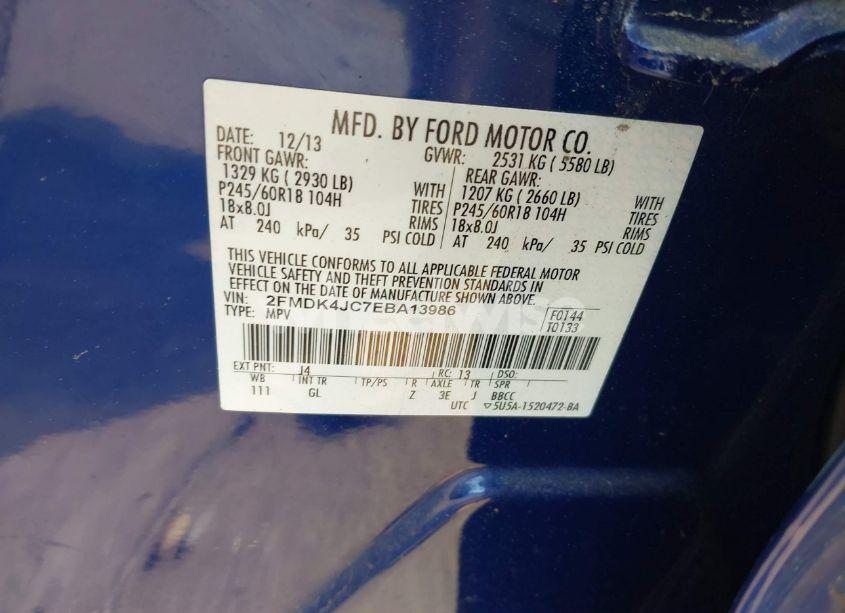 MFD. BY FORD MOTOR CO.
DATE: 12/13 GVWR: 2531 KG ( 5580 LB)
FRONT GAWR: REAR GAWR:
1329 KG ( 2930 LB) WITH 1207 KG ( 2660 LB) WITH
P245/60R18 104H TIRES P245/60R18 104H TIRES
18x8.0J RIMS 18x8.0J RIMS
AT 240 kPa/ 35 PSI COLD AT 240 kPa/ 35 PSI COLD
THIS VEHICLE CONFORMS TO ALL APPLICABLE FEDERAL MOTOR
VEHICLE SAFETY AND THEFT PREVENTION STANDARDS IN
EFFECT ON THE DATE OF MANUFACTURE SHOWN ABOVE.
VIN: 2FMDK4JC7EBA13986 F0144
TYPE: MPV T0133
EXT PNT: J4 RC: 13 DSO:
WB INT TR TP/PS R AXLE TR SPR
111 GL Z 3E J BBCC
UTC ▽5U5A-1520472-BA